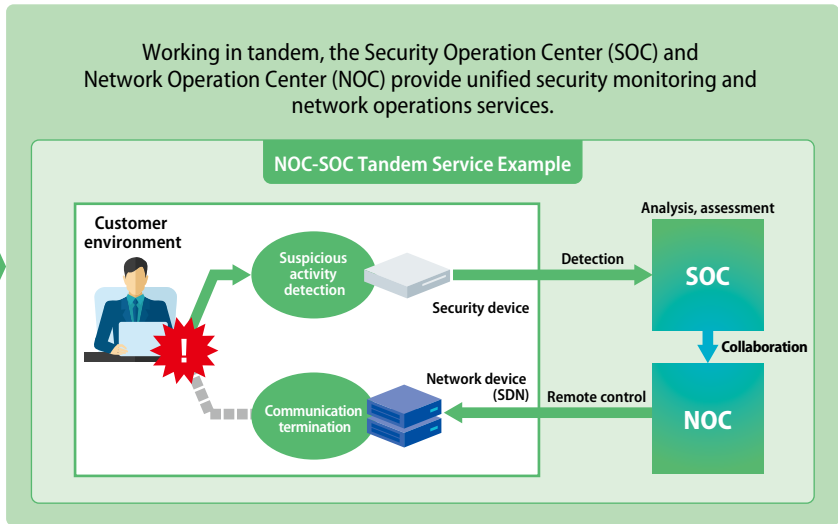 Working in tandem, the Security Operation Center (SOC) and
Network Operation Center (NOC) provide unified security monitoring and
network operations services.
NOC-SOC Tandem Service Example
Customer
environment
Suspicious
activity
detection
Security device
Detection
Analysis, assessment
SOC
Collaboration
!
Communication
termination
Network device
(SDN)
Remote control
NOC